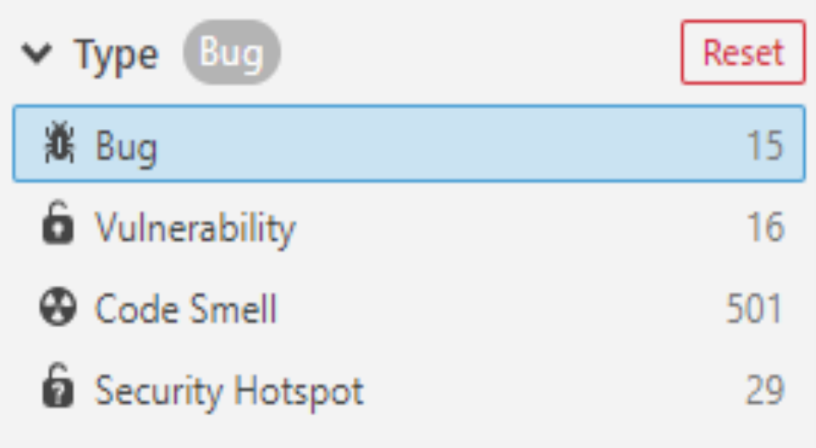 Type Bug Reset
Bug 15
Vulnerability 16
Code Smell 501
Security Hotspot 29